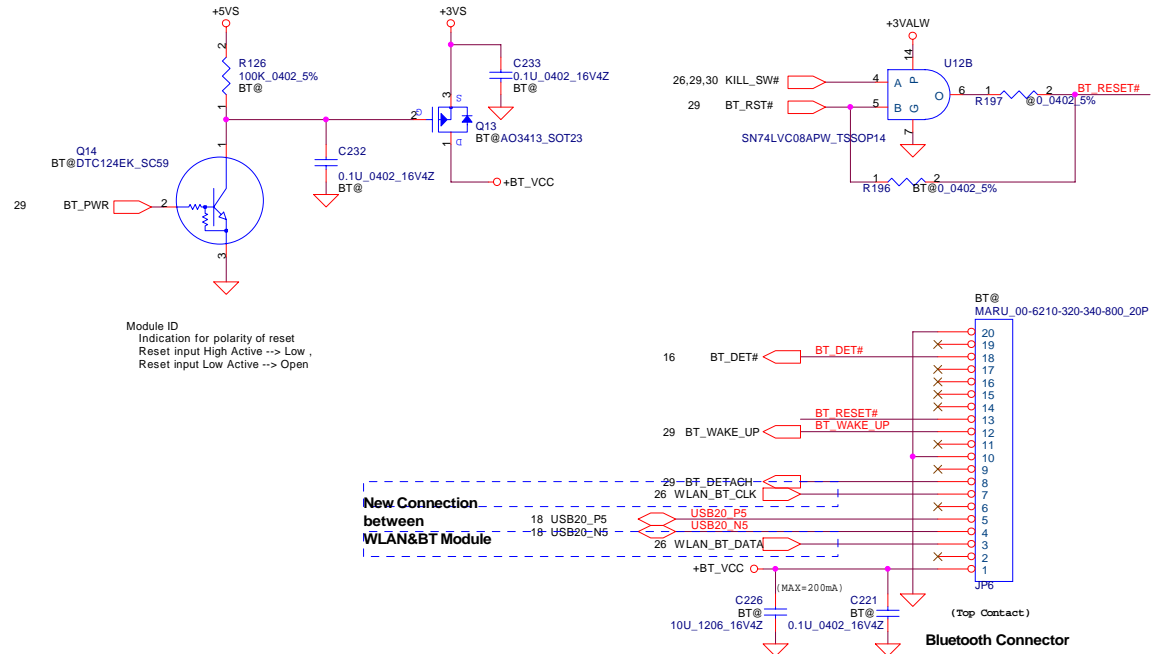 +5VS
2
R126
100K_0402_5%
BT@
1
+3VS
C233
0.1U_0402_16V4Z
BT@
3
S
G
2
Q13
BT@AO3413_SOT23
1
D
+BT_VCC
C232
0.1U_0402_16V4Z
BT@
1
Q14
BT@DTC124EK_SC59
29 BT_PWR 2
3
+3VALW
14
U12B
26,29,30 KILL_SW# 4 A P
O 6
29 BT_RST# 5 B G
7
SN74LVC08APW_TSSOP14
1 2
R197 @0_0402_5%
BT_RESET#
1 2
R196 BT@0_0402_5%
Module ID
Indication for polarity of reset
Reset input High Active --> Low ,
Reset input Low Active --> Open
BT@
MARU_00-6210-320-340-800_20P
20
19
16 BT_DET# BT_DET# 18
17
16
15
14
BT_RESET# 13
29 BT_WAKE_UP BT_WAKE_UP 12
11
10
9
29 BT_DETACH 8
26 WLAN_BT_CLK 7
6
18 USB20_P5 USB20_P5 5
18 USB20_N5 USB20_N5 4
26 WLAN_BT_DATA 3
2
+BT_VCC 1
JP6
New Connection
between
WLAN&BT Module
(MAX=200mA)
C226
BT@
10U_1206_16V4Z
C221
BT@
0.1U_0402_16V4Z
(Top Contact)
Bluetooth Connector